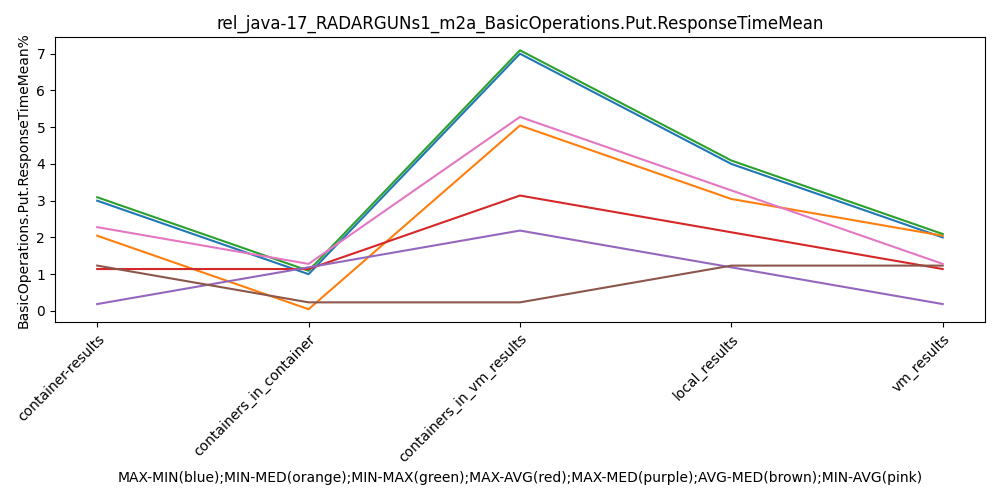 rel_java-17_RADARGUNs1_m2a_BasicOperations.Put.ResponseTimeMean
BasicOperations.Put.ResponseTimeMean%
7
6
5
4
3
2
1
0
container-results
containers_in_container
containers_in_vm_results
local_results
vm_results
MAX-MIN(blue);MIN-MED(orange);MIN-MAX(green);MAX-AVG(red);MAX-MED(purple);AVG-MED(brown);MIN-AVG(pink)